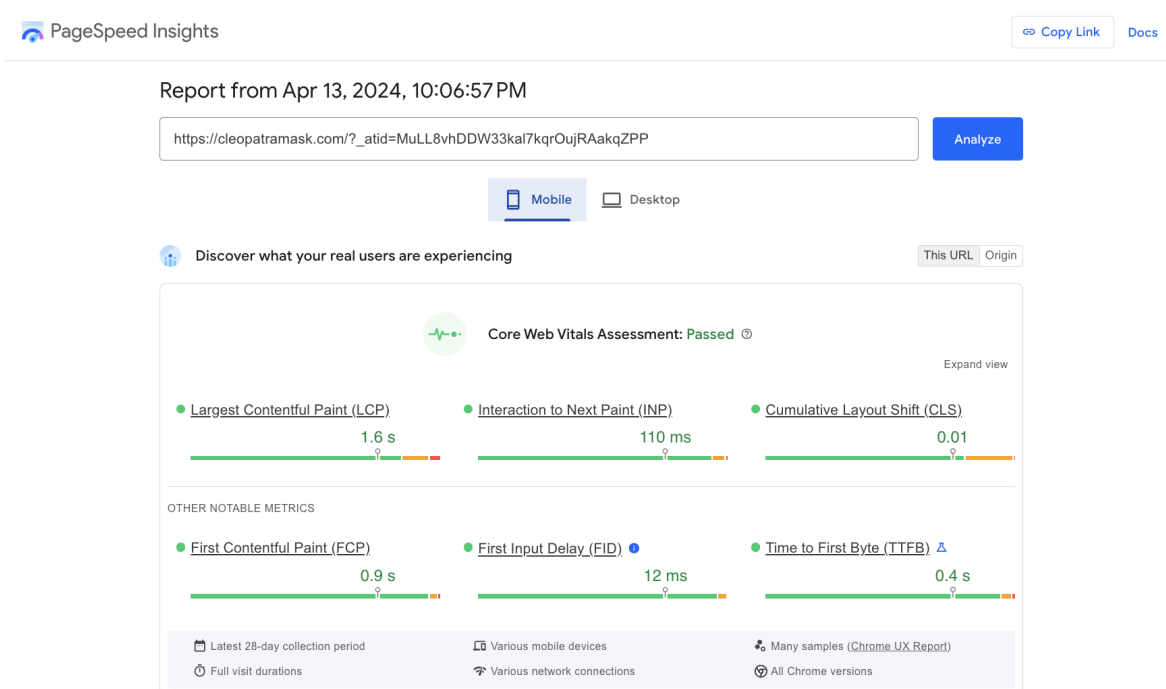 PageSpeed Insights
Copy Link
Docs
Report from Apr 13, 2024, 10:06:57 PM
https://cleopatramask.com/?_atid=MuLL8vhDDW33kal7kqrOujRAakqZPP
Analyze
Mobile
Desktop
Discover what your real users are experiencing
This URL
Origin
Core Web Vitals Assessment: Passed
Expand view
Largest Contentful Paint (LCP)
Interaction to Next Paint (INP)
Cumulative Layout Shift (CLS)
1.6 s
110 ms
0.01
OTHER NOTABLE METRICS
First Contentful Paint (FCP)
First Input Delay (FID)
Time to First Byte (TTFB)
0.9 s
12 ms
0.4 s
Latest 28-day collection period
Various mobile devices
Many samples (Chrome UX Report)
Full visit durations
Various network connections
All Chrome versions